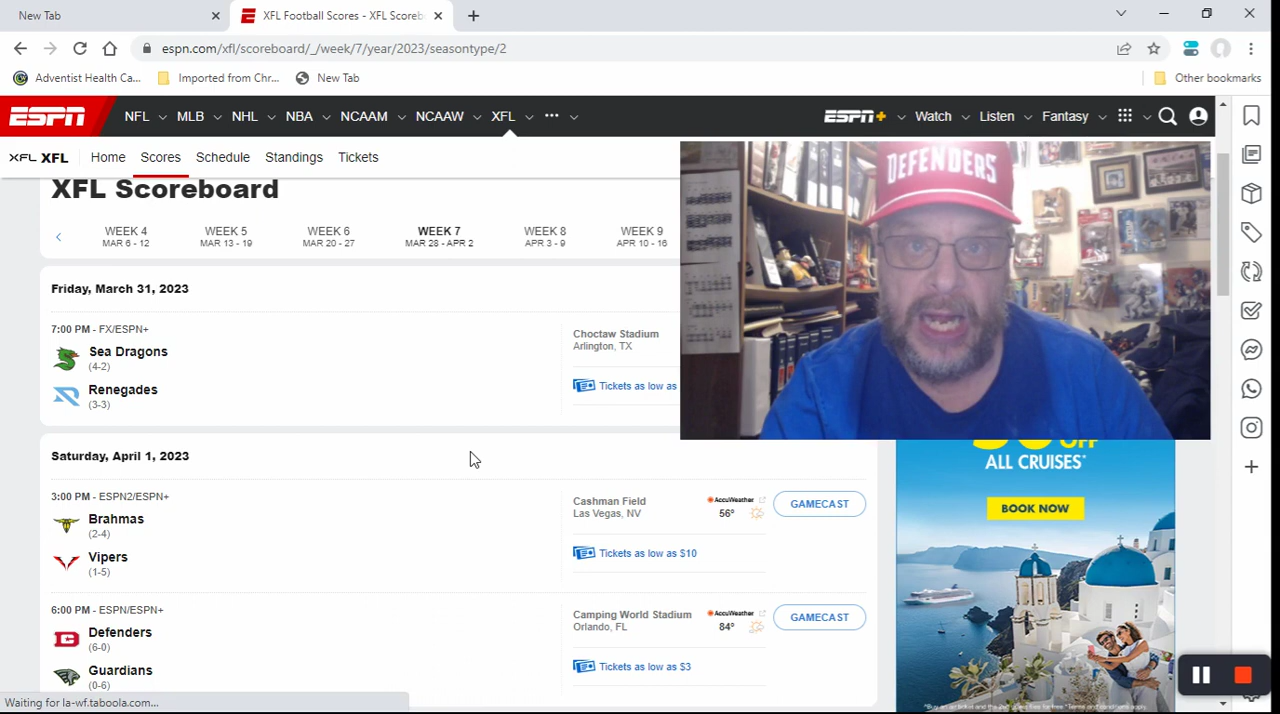 New Tab
XFL Football Scores - XFL Scoreb
espn.com/xfl/scoreboard/_/week/7/year/2023/seasontype/2
Adventist Health Ca...
Imported from Chr...
New Tab
Other bookmarks
ESPN
NFL
MLB
NHL
NBA
NCAAM
NCAAW
XFL
ESPN+
Watch
Listen
Fantasy
XFL XFL
Home
Scores
Schedule
Standings
Tickets
XFL Scoreboard
WEEK 4
MAR 6 - 12
WEEK 5
MAR 13 - 19
WEEK 6
MAR 20 - 27
WEEK 7
MAR 28 - APR 2
WEEK 8
APR 3 - 9
WEEK 9
APR 10 - 16
DEFENDERS
Friday, March 31, 2023
7:00 PM - FX/ESPN+
Sea Dragons
(4-2)
Renegades
(3-3)
Choctaw Stadium
Arlington, TX
Tickets as low as
Saturday, April 1, 2023
3:00 PM - ESPN2/ESPN+
Brahmas
(2-4)
Vipers
(1-5)
Cashman Field
Las Vegas, NV
AccuWeather
56°
GAMECAST
Tickets as low as $10
6:00 PM - ESPN/ESPN+
Defenders
(6-0)
Guardians
(0-6)
Camping World Stadium
Orlando, FL
AccuWeather
84°
GAMECAST
Tickets as low as $3
OFF
ALL CRUISES*
BOOK NOW
Waiting for la-wf.taboola.com...